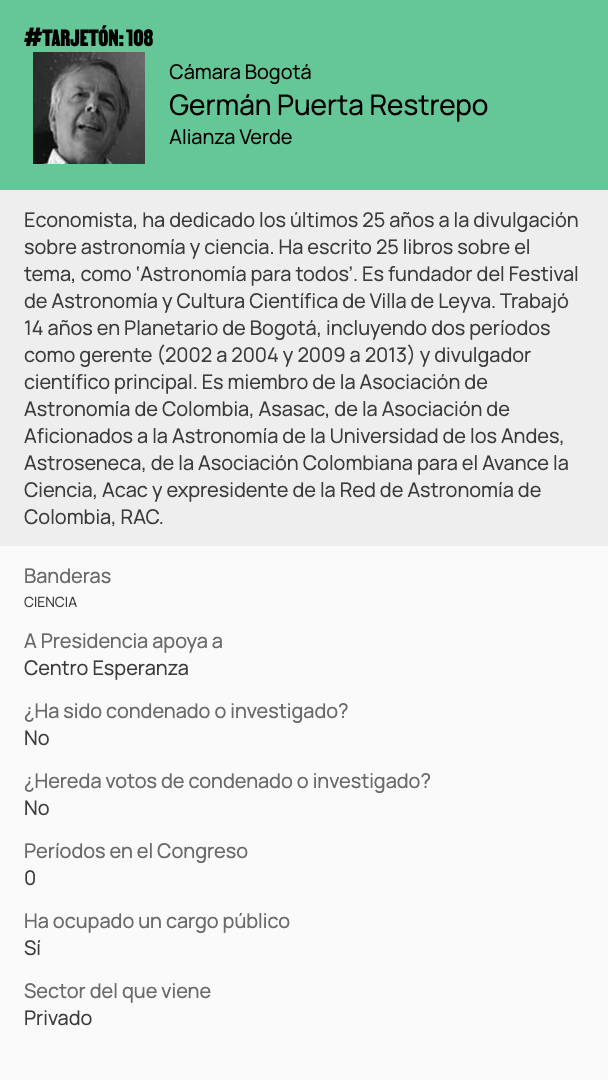 #TARJETÓN: 108
Cámara Bogotá
Germán Puerta Restrepo
Alianza Verde
Economista, ha dedicado los últimos 25 años a la divulgación
sobre astronomía y ciencia. Ha escrito 25 libros sobre el
tema, como ‘Astronomía para todos’. Es fundador del Festival
de Astronomía y Cultura Científica de Villa de Leyva. Trabajó
14 años en Planetario de Bogotá, incluyendo dos períodos
como gerente (2002 a 2004 y 2009 a 2013) y divulgador
científico principal. Es miembro de la Asociación de
Astronomía de Colombia, Asasac, de la Asociación de
Aficionados a la Astronomía de la Universidad de los Andes,
Astroseneca, de la Asociación Colombiana para el Avance la
Ciencia, Acac y expresidente de la Red de Astronomía de
Colombia, RAC.
Banderas
CIENCIA
A Presidencia apoya a
Centro Esperanza
¿Ha sido condenado o investigado?
No
¿Hereda votos de condenado o investigado?
No
Períodos en el Congreso
0
Ha ocupado un cargo público
Sí
Sector del que viene
Privado